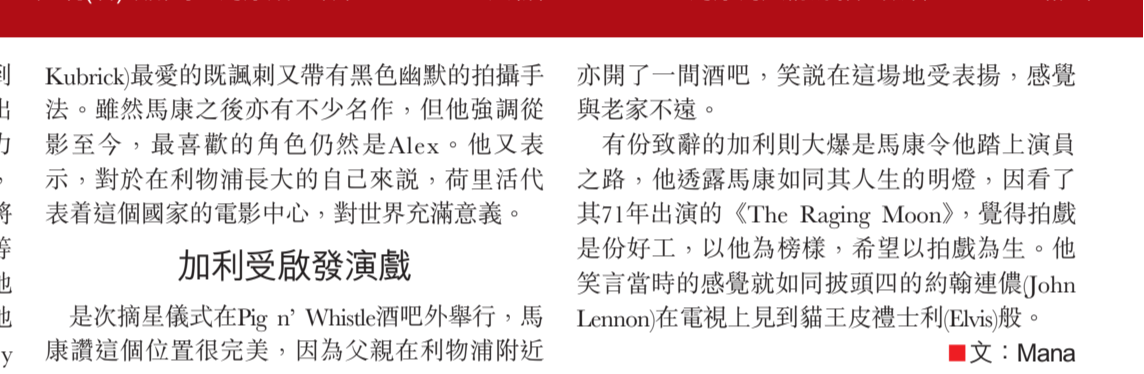 Kubrick)最愛的既諷刺又帶有黑色幽默的拍攝手
法。雖然馬康之後亦有不少名作，但他強調從
影至今，最喜歡的角色仍然是Alex。他又表
示，對於在利物浦長大的自己來説，荷里活代
表着這個國家的電影中心，對世界充滿意義。
加利受啟發演戲
是次摘星儀式在Pig n’ Whistle酒吧外舉行，馬
康讚這個位置很完美，因為父親在利物浦附近
亦開了一間酒吧，笑説在這場地受表揚，感覺
與老家不遠。
有份致辭的加利則大爆是馬康令他踏上演員
之路，他透露馬康如同其人生的明燈，因看了
其71年出演的《The Raging Moon》，覺得拍戲
是份好工，以他為榜樣，希望以拍戲為生。他
笑言當時的感覺就如同披頭四的約翰連儂(John
Lennon)在電視上見到貓王皮禮士利(Elvis)般。
■文：Mana